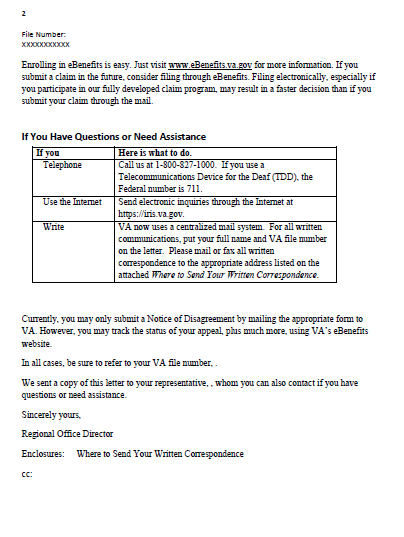 2
File Number:
XXXXXXXXXXX
Enrolling in eBenefits is easy. Just visit www.eBenefits.va.gov for more information. If you
submit a claim in the future, consider filing through eBenefits. Filing electronically, especially if
you participate in our fully developed claim program, may result in a faster decision than if you
submit your claim through the mail.
If You Have Questions or Need Assistance
If you
Here is what to do.
Telephone
Call us at 1-800-827-1000. If you use a
Telecommunications Device for the Deaf (TDD), the
Federal number is 711.
Use the Internet
Send electronic inquiries through the Internet at
https://iris.va.gov.
Write
VA now uses a centralized mail system. For all written
communications, put your full name and VA file number
on the letter. Please mail or fax all written
correspondence to the appropriate address listed on the
attached Where to Send Your Written Correspondence.
Currently, you may only submit a Notice of Disagreement by mailing the appropriate form to
VA. However, you may track the status of your appeal, plus much more, using VA's eBenefits
website.
In all cases, be sure to refer to your VA file number, .
We sent a copy of this letter to your representative, , whom you can also contact if you have
questions or need assistance.
Sincerely yours,
Regional Office Director
Enclosures: Where to Send Your Written Correspondence
cc: